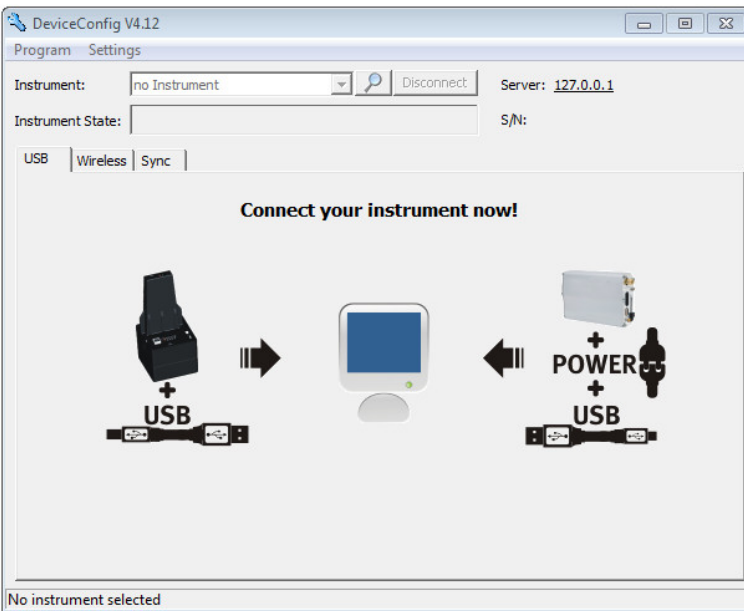 DeviceConfig V4.12
Program Settings
Instrument: no Instrument Disconnect Server: 127.0.0.1
Instrument State: S/N:
USB Wireless Sync
Connect your instrument now!
+
POWER
+ +
USB USB
No instrument selected